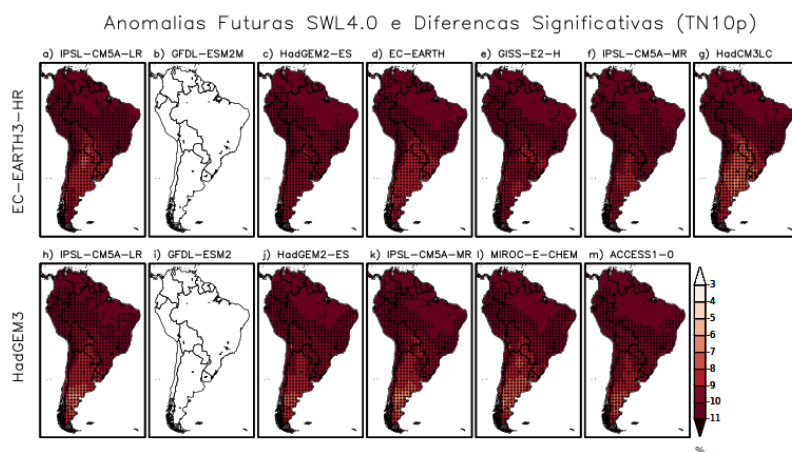 Anomalias Futuras SWL4.0 e Diferencas Significativas (TN10p)
a) IPSL-CM5A-LR b) GFDL-ESM2M c) HadGEM2-ES d) EC-EARTH e) GISS-E2-H f) IPSL-CM5A-MR g) HadCM3LC
EC-EARTH3-HR
h) IPSL-CM5A-LR i) GFDL-ESM2 j) HadGEM2-ES k) IPSL-CM5A-MR l) MIROC-E-CHEM m) ACCESS1-0
HadGEM3
-3
-4
-5
-6
-7
-8
-9
-10
-11
%